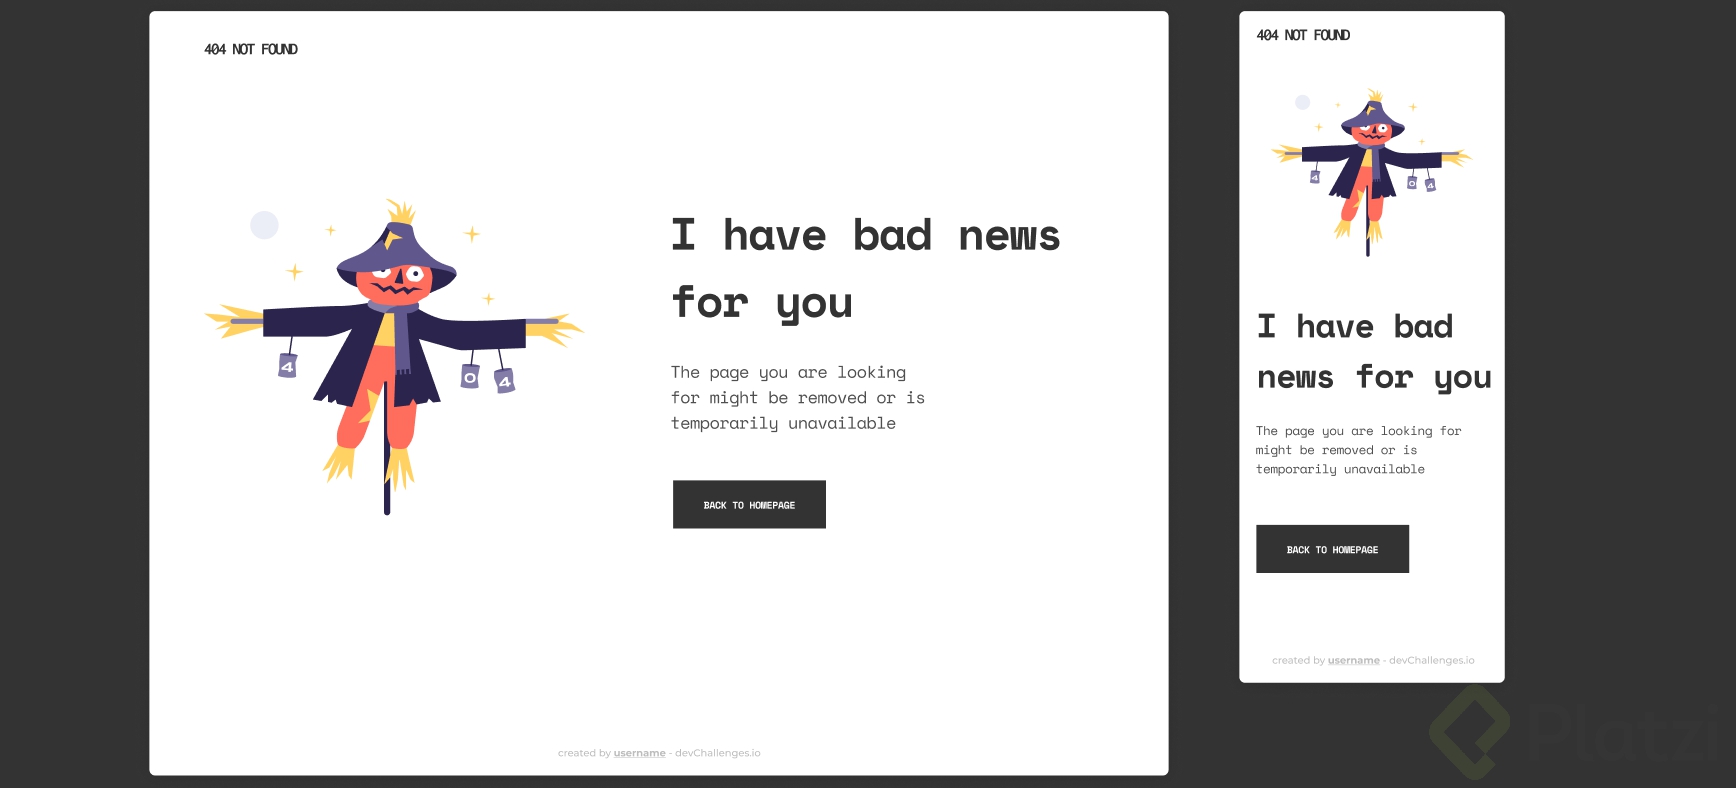 404 NOT FOUND
4
0
4
I have bad news
for you
The page you are looking
for might be removed or is
temporarily unavailable
BACK TO HOMEPAGE
created by username - devChallenges.io
404 NOT FOUND
4
0
4
I have bad
news for you
The page you are looking for
might be removed or is
temporarily unavailable
BACK TO HOMEPAGE
created by username - devChallenges.io
Platzi